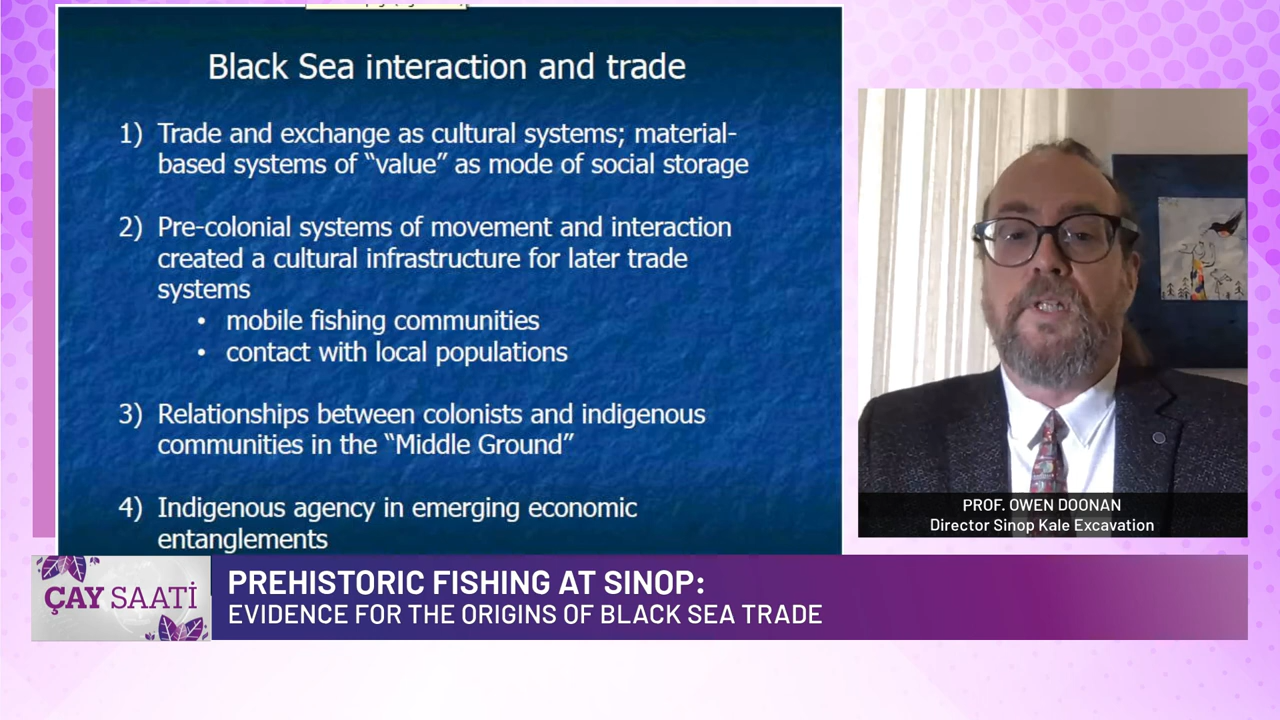 Black Sea interaction and trade
1) Trade and exchange as cultural systems; material-
based systems of “value” as mode of social storage
2) Pre-colonial systems of movement and interaction
created a cultural infrastructure for later trade
systems
• mobile fishing communities
• contact with local populations
3) Relationships between colonists and indigenous
communities in the “Middle Ground”
4) Indigenous agency in emerging economic
entanglements
PROF. OWEN DOONAN
Director Sinop Kale Excavation
ÇAY SAATİ
PREHISTORIC FISHING AT SINOP:
EVIDENCE FOR THE ORIGINS OF BLACK SEA TRADE